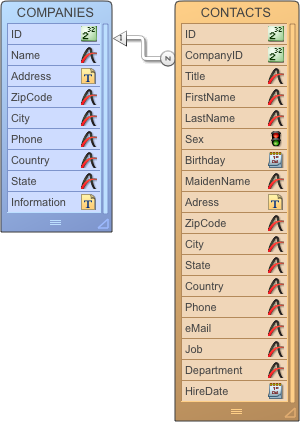 COMPANIES
ID
Name
Address
ZipCode
City
Phone
Country
State
Information
1
N
CONTACTS
ID
CompanyID
Title
FirstName
LastName
Sex
Birthday
MaidenName
Adress
ZipCode
City
State
Country
Phone
eMail
Job
Department
HireDate